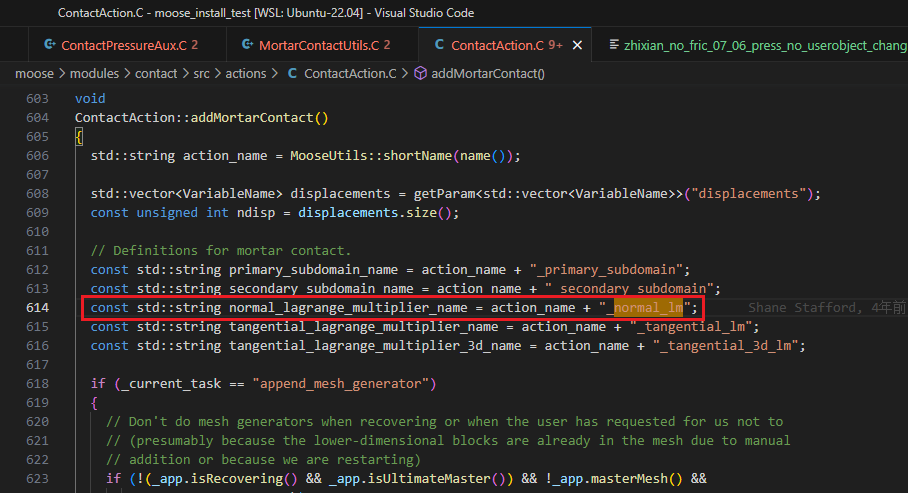 ContactAction.C - moose_install_test [WSL: Ubuntu-22.04] - Visual Studio Code
ContactPressureAux.C 2
MortarContactUtils.C 2
ContactAction.C 9+
zhixian_no_fric_07_06_press_no_userobject_chang
moose > modules > contact > src > actions > ContactAction.C > addMortarContact()
603 void
604 ContactAction::addMortarContact()
605 {
606 std::string action_name = MooseUtils::shortName(name());
607
608 std::vector<VariableName> displacements = getParam<std::vector<VariableName>>("displacements");
609 const unsigned int ndisp = displacements.size();
610
611 // Definitions for mortar contact.
612 const std::string primary_subdomain_name = action_name + "_primary_subdomain";
613 const std::string secondary_subdomain_name = action_name + "_secondary_subdomain";
614 const std::string normal_lagrange_multiplier_name = action_name + "_normal_lm"; Shane Stafford, 4年前
615 const std::string tangential_lagrange_multiplier_name = action_name + "_tangential_lm";
616 const std::string tangential_lagrange_multiplier_3d_name = action_name + "_tangential_3d_lm";
617
618 if (_current_task == "append_mesh_generator")
619 {
620 // Don't do mesh generators when recovering or when the user has requested for us not to
621 // (presumably because the lower-dimensional blocks are already in the mesh due to manual
622 // addition or because we are restarting)
623 if (!(_app.isRecovering() && _app.isUltimateMaster()) && !_app.masterMesh() &&